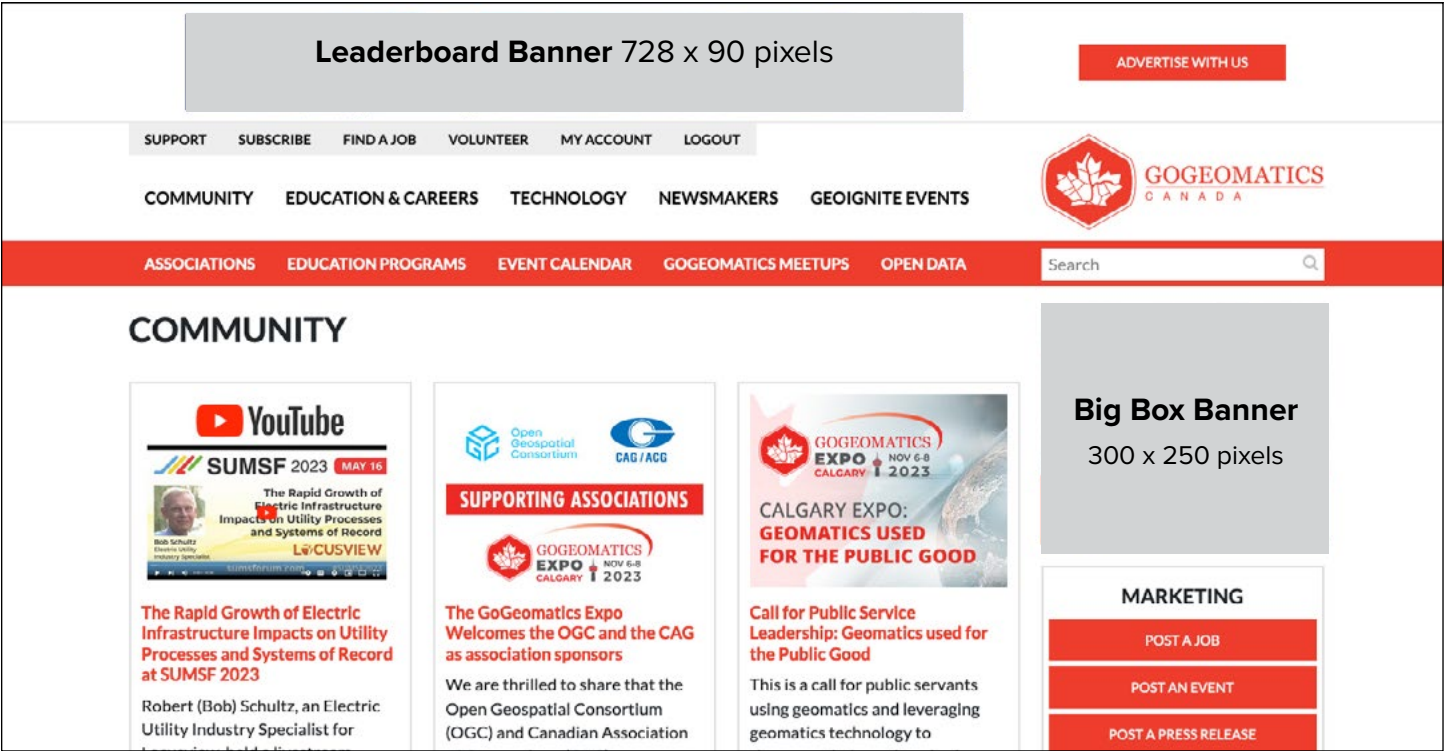 Leaderboard Banner 728 x 90 pixels
ADVERTISE WITH US
SUPPORT SUBSCRIBE FIND A JOB VOLUNTEER MY ACCOUNT LOGOUT
COMMUNITY EDUCATION & CAREERS TECHNOLOGY NEWSMAKERS GEOIGNITE EVENTS
GOGEOMATICS
CANADA
ASSOCIATIONS EDUCATION PROGRAMS EVENT CALENDAR GOGEOMATICS MEETUPS OPEN DATA
Search
COMMUNITY
YouTube
SUMSF 2023 MAY 16
The Rapid Growth of
Electric Infrastructure
Impacts on Utility Processes
and Systems of Record
Bob Schultz
Electric Utility
Industry Specialist
LOCUSVIEW
sumsforum.com
The Rapid Growth of Electric
Infrastructure Impacts on Utility
Processes and Systems of Record
at SUMSF 2023
Robert (Bob) Schultz, an Electric
Utility Industry Specialist for
Open
Geospatial
Consortium
CAG/ACG
SUPPORTING ASSOCIATIONS
GOGEOMATICS
EXPO NOV 6-8
CALGARY 2023
The GoGeomatics Expo
Welcomes the OGC and the CAG
as association sponsors
We are thrilled to share that the
Open Geospatial Consortium
(OGC) and Canadian Association
GOGEOMATICS
EXPO NOV 6-8
CALGARY 2023
CALGARY EXPO:
GEOMATICS USED
FOR THE PUBLIC GOOD
Call for Public Service
Leadership: Geomatics used for
the Public Good
This is a call for public servants
using geomatics and leveraging
geomatics technology to
Big Box Banner
300 x 250 pixels
MARKETING
POST A JOB
POST AN EVENT
POST A PRESS RELEASE